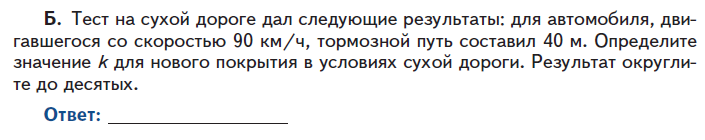 Б. Тест на сухой дороге дал следующие результаты: для автомобиля, дви-
гавшегося со скоростью 90 км/ч, тормозной путь составил 40 м. Определите
значение k для нового покрытия в условиях сухой дороги. Результат округли-
те до десятых.
Ответ: